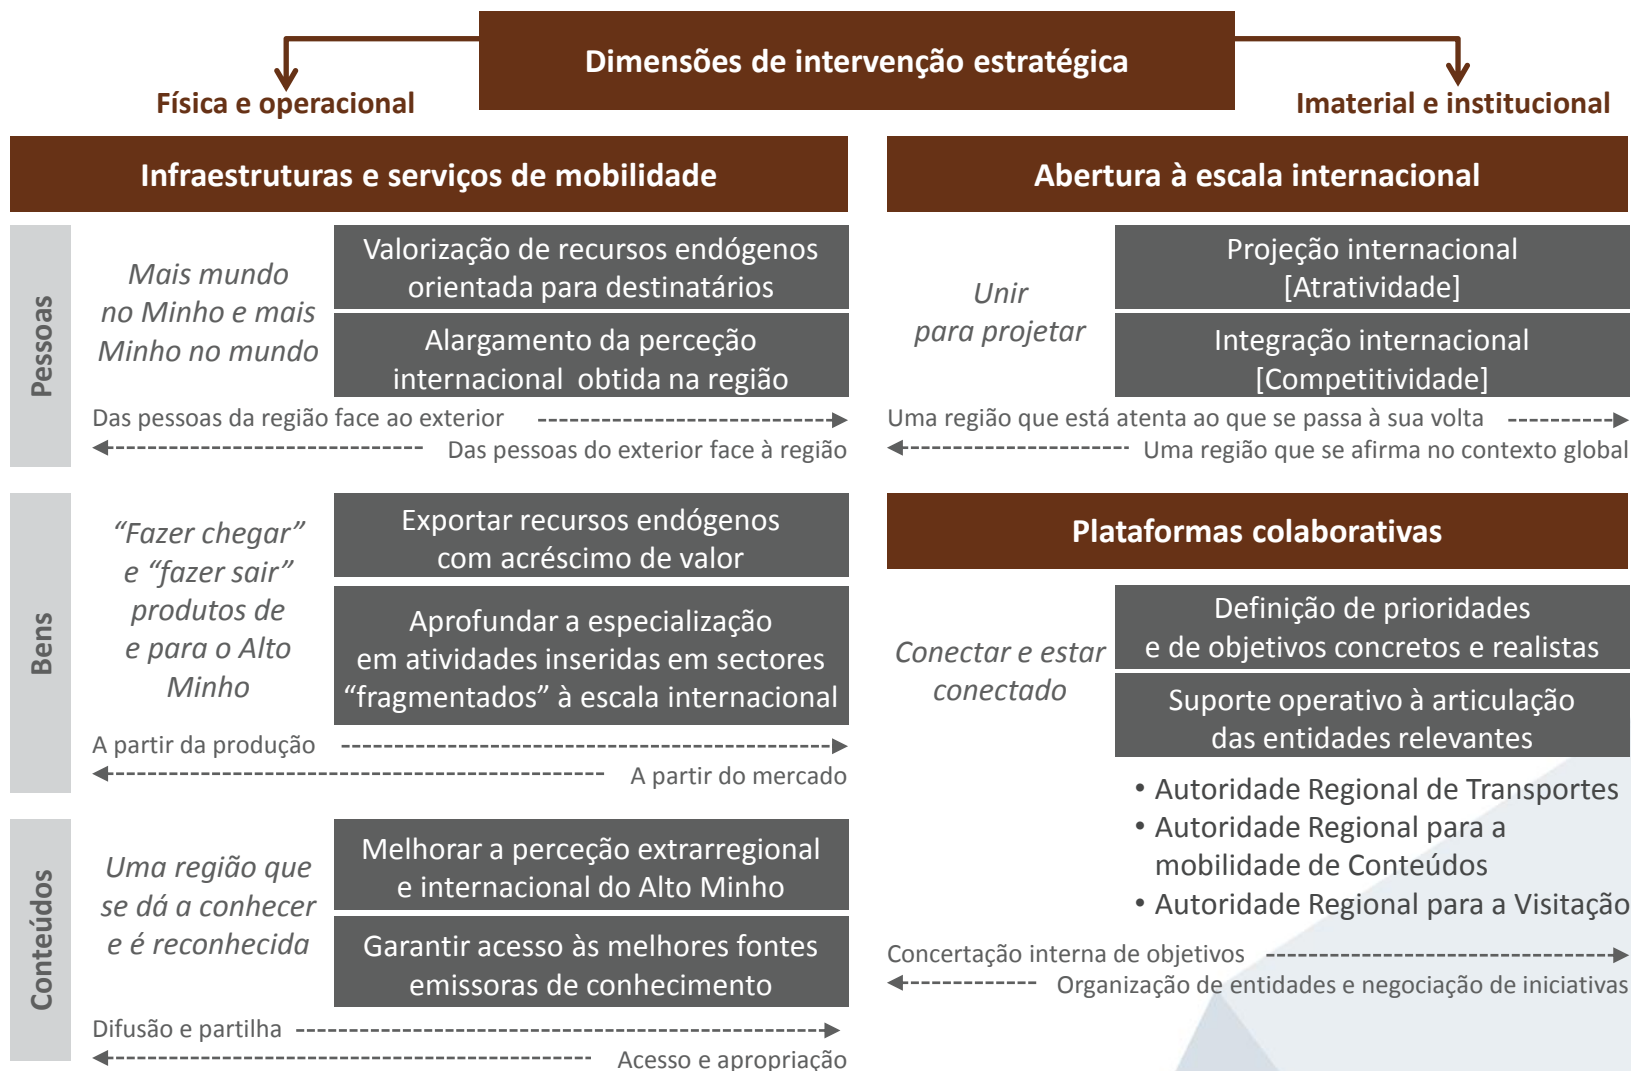 Dimensões de intervenção estratégica
Física e operacional
Imaterial e institucional
Infraestruturas e serviços de mobilidade
Pessoas
Mais mundo
no Minho e mais
Minho no mundo
Valorização de recursos endógenos
orientada para destinatários
Alargamento da perceção
internacional obtida na região
Das pessoas da região face ao exterior
Das pessoas do exterior face à região
Bens
“Fazer chegar”
e “fazer sair”
produtos de
e para o Alto
Minho
Exportar recursos endógenos
com acréscimo de valor
Aprofundar a especialização
em atividades inseridas em sectores
“fragmentados” à escala internacional
A partir da produção
A partir do mercado
Conteúdos
Uma região que
se dá a conhecer
e é reconhecida
Melhorar a perceção extrarregional
e internacional do Alto Minho
Garantir acesso às melhores fontes
emissoras de conhecimento
Difusão e partilha
Acesso e apropriação
Abertura à escala internacional
Unir
para projetar
Projeção internacional
[Atratividade]
Integração internacional
[Competitividade]
Uma região que está atenta ao que se passa à sua volta
Uma região que se afirma no contexto global
Plataformas colaborativas
Conectar e estar
conectado
Definição de prioridades
e de objetivos concretos e realistas
Suporte operativo à articulação
das entidades relevantes
• Autoridade Regional de Transportes
• Autoridade Regional para a
mobilidade de Conteúdos
• Autoridade Regional para a Visitação
Concertação interna de objetivos
Organização de entidades e negociação de iniciativas